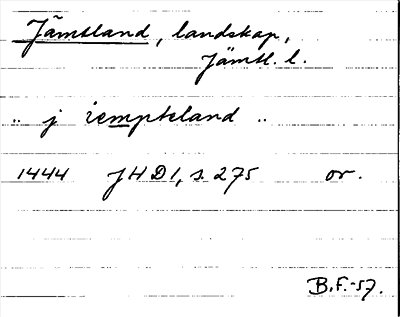 Jämtland, landskap,
Jämtl. l.
" j iempteland "
1444 JHD1, s. 275 or.
B.F.-57.